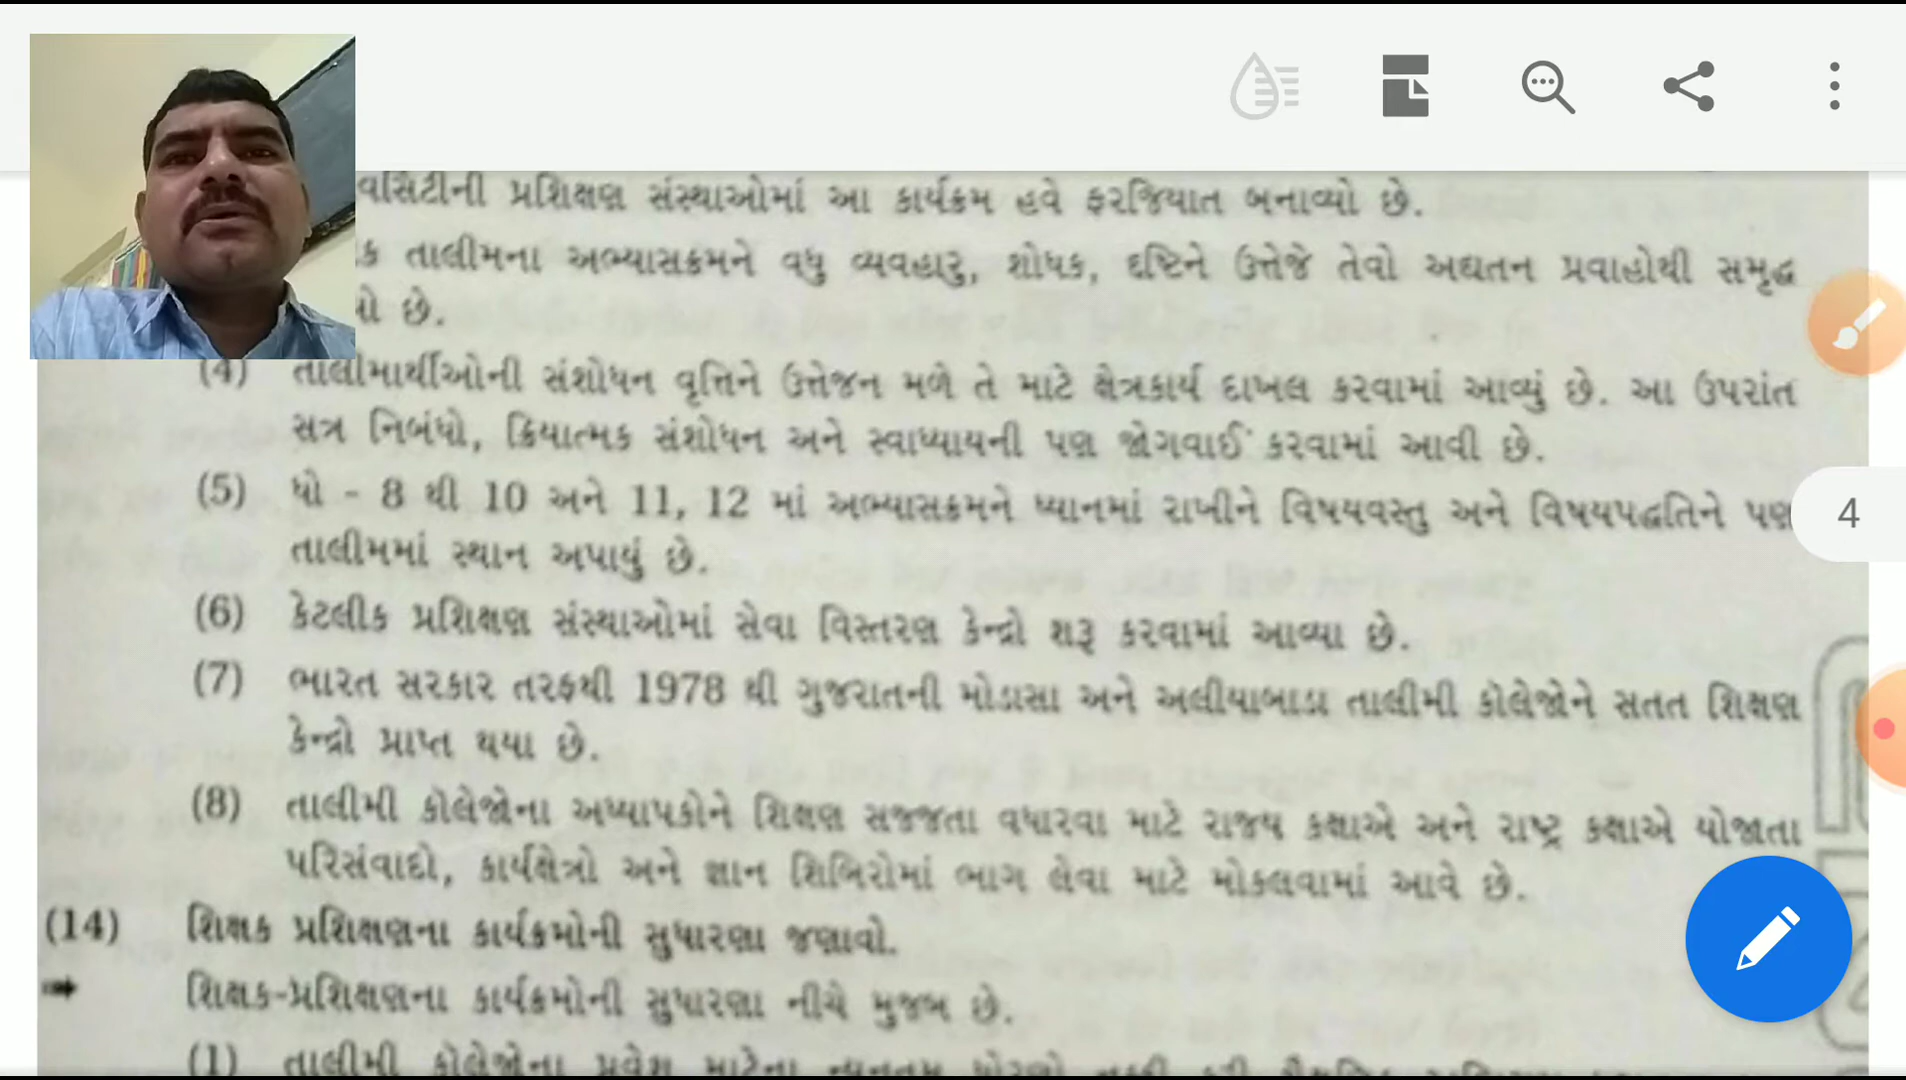 વર્સિટીની પ્રશિક્ષણ સંસ્થાઓમાં આ કાર્યક્રમ હવે ફરજિયાત બનાવ્યો છે.
ક તાલીમના અભ્યાસક્રમને વધુ વ્યવહારુ, શોધક, દૃષ્ટિને ઉત્તેજે તેવો અદ્યતન પ્રવાહોથી સમૃદ્ધ
છે.
(4) તાલીમાર્થીઓની સંશોધન વૃત્તિને ઉત્તેજન મળે તે માટે ક્ષેત્રકાર્ય દાખલ કરવામાં આવ્યું છે. આ ઉપરાંત
સત્ર નિબંધો, ક્રિયાત્મક સંશોધન અને સ્વાધ્યાયની પણ જોગવાઈ કરવામાં આવી છે.
(5) ધો - 8 થી 10 અને 11, 12 માં અભ્યાસક્રમને ધ્યાનમાં રાખીને વિષયવસ્તુ અને વિષયપદ્ધતિને પણ
4
તાલીમમાં સ્થાન અપાયું છે.
(6) કેટલીક પ્રશિક્ષણ સંસ્થાઓમાં સેવા વિસ્તરણ કેન્દ્રો શરૂ કરવામાં આવ્યા છે.
(7) ભારત સરકાર તરફથી 1978 થી ગુજરાતની મોડાસા અને અલીયાબાડા તાલીમી કૉલેજોને સતત શિક્ષણ
કેન્દ્રો પ્રાપ્ત થયા છે.
(8) તાલીમી કૉલેજોના અધ્યાપકોને શિક્ષણ સજ્જતા વધારવા માટે રાજય કક્ષાએ અને રાષ્ટ્ર કક્ષાએ યોજાતા
પરિસંવાદો, કાર્યક્ષેત્રો અને જ્ઞાન શિબિરોમાં ભાગ લેવા માટે મોકલવામાં આવે છે.
(14) શિક્ષક પ્રશિક્ષણના કાર્યક્રમોની સુધારણા જણાવો.
➡ શિક્ષક-પ્રશિક્ષણના કાર્યક્રમોની સુધારણા નીચે મુજબ છે.
(1) તાલીમી કૉલેજોના પ્રવેશ માટેના